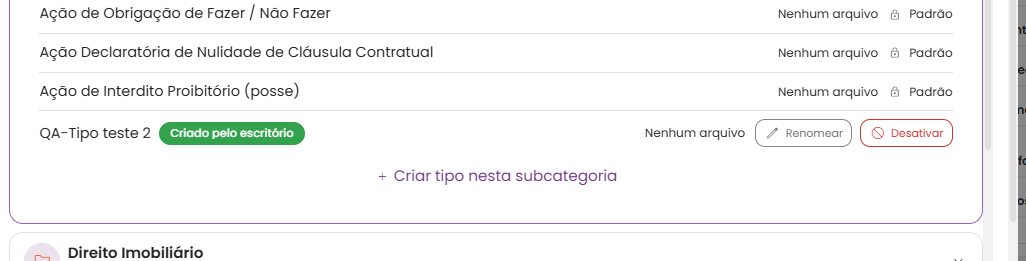 Ação de Obrigação de Fazer / Não Fazer Nenhum arquivo Padrão
Ação Declaratória de Nulidade de Cláusula Contratual Nenhum arquivo Padrão
Ação de Interdito Proibitório (posse) Nenhum arquivo Padrão
QA-Tipo teste 2 Criado pelo escritório Nenhum arquivo Renomear Desativar
+ Criar tipo nesta subcategoria
Direito Imobiliário